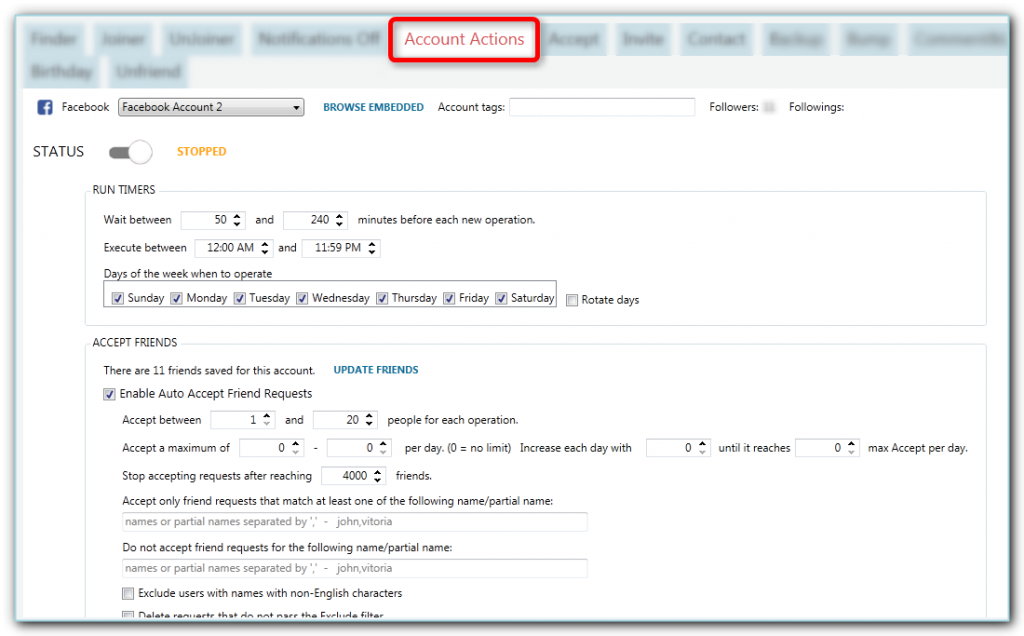 Finder Joiner UnJoiner Notifications Off Account Actions Accept Invite Contact Backup Bump
Birthday Unfriend
Facebook Facebook Account 2 BROWSE EMBEDDED Account tags: Followers: Followings:
STATUS STOPPED
RUN TIMERS
Wait between 50 and 240 minutes before each new operation.
Execute between 12:00 AM and 11:59 PM
Days of the week when to operate
Sunday Monday Tuesday Wednesday Thursday Friday Saturday Rotate days
ACCEPT FRIENDS
There are 11 friends saved for this account. UPDATE FRIENDS
Enable Auto Accept Friend Requests
Accept between 1 and 20 people for each operation.
Accept a maximum of 0 - 0 per day. (0 = no limit) Increase each day with 0 until it reaches 0 max Accept per day.
Stop accepting requests after reaching 4000 friends.
Accept only friend requests that match at least one of the following name/partial name:
names or partial names separated by ',' - john,vitoria
Do not accept friend requests for the following name/partial name:
names or partial names separated by ',' - john,vitoria
Exclude users with names with non-English characters
Delete requests that do not pass the Exclude filter